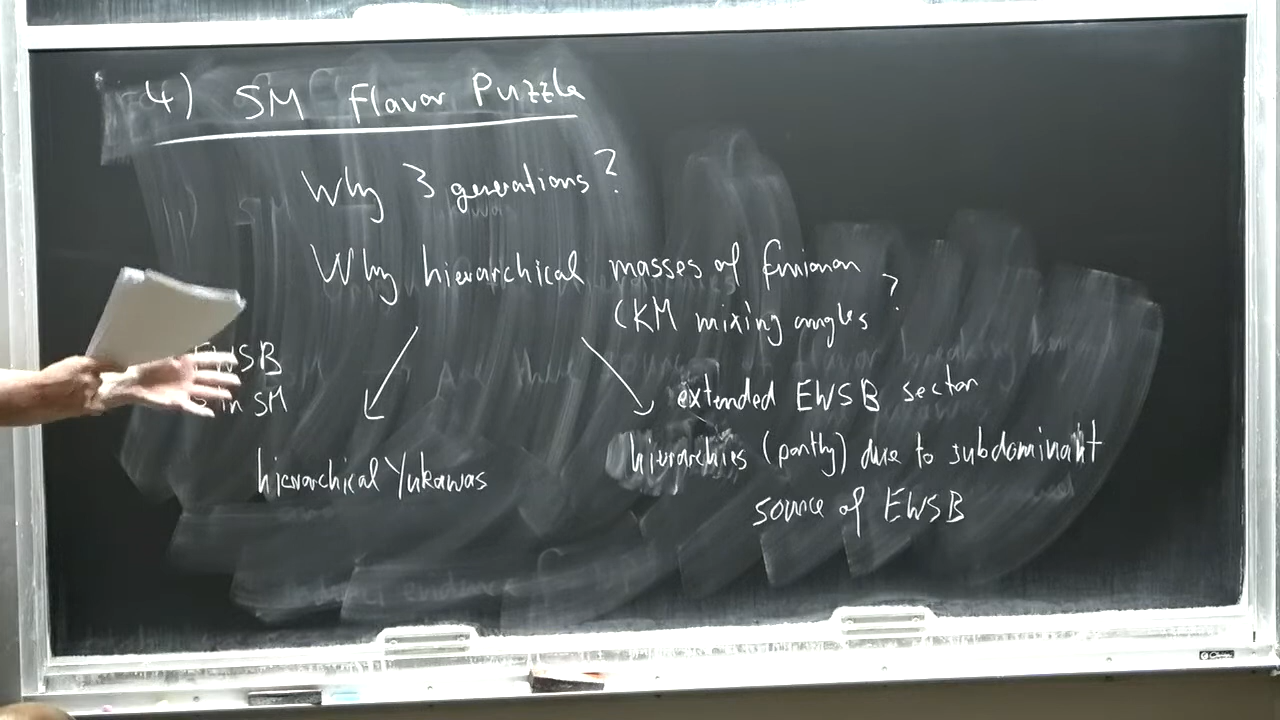 4) SM Flavor Puzzle
Why 3 generations?
Why hierarchical masses of fermion
CKM mixing angles ?
EWSB
in SM
extended EWSB sector
hierarchical Yukawas
hierarchies (partly) due to subdominant
source of EWSB